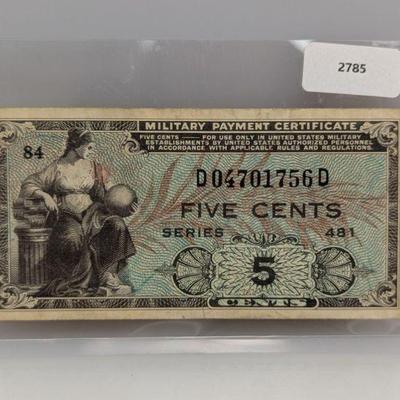 2785
MILITARY PAYMENT CERTIFICATE
FIVE CENTS — FOR USE ONLY IN UNITED STATES MILITARY
ESTABLISHMENTS BY UNITED STATES AUTHORIZED PERSONNEL
IN ACCORDANCE WITH APPLICABLE RULES AND REGULATIONS.
84
D04701756D
FIVE CENTS
SERIES 481
5
CENTS